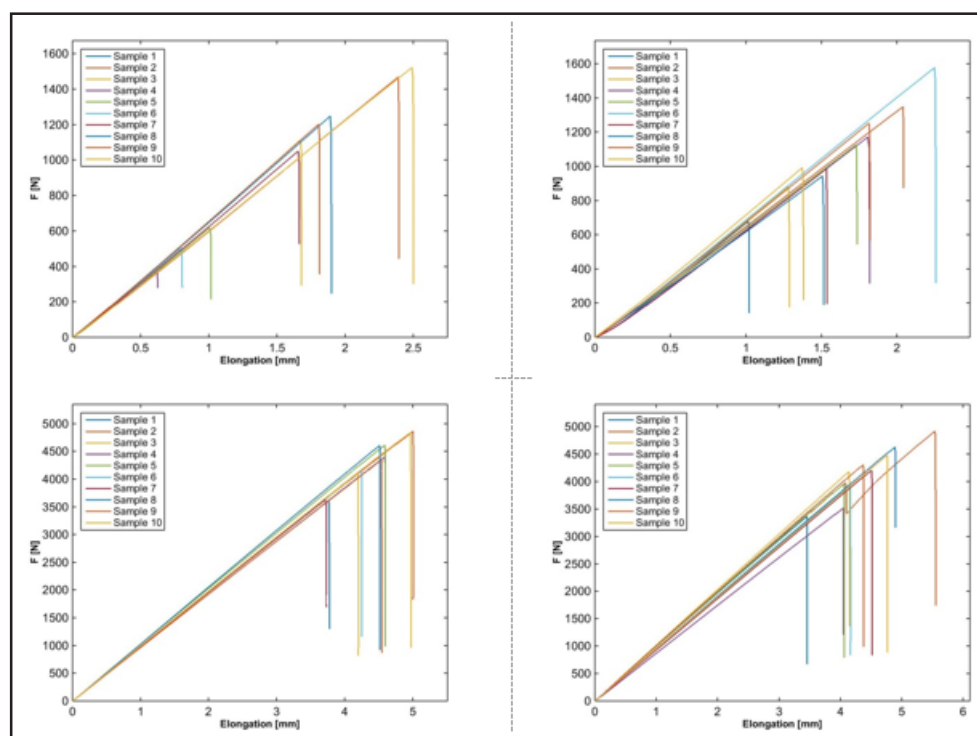 1600
1400
1200
1000
800
600
400
200
0
F [N]
Sample 1
Sample 2
Sample 3
Sample 4
Sample 5
Sample 6
Sample 7
Sample 8
Sample 9
Sample 10
0 0.5 1 1.5 2 2.5
Elongation [mm]
1600
1400
1200
1000
800
600
400
200
0
F [N]
Sample 1
Sample 2
Sample 3
Sample 4
Sample 5
Sample 6
Sample 7
Sample 8
Sample 9
Sample 10
0 0.5 1 1.5 2
Elongation [mm]
5000
4500
4000
3500
3000
2500
2000
1500
1000
500
0
F [N]
Sample 1
Sample 2
Sample 3
Sample 4
Sample 5
Sample 6
Sample 7
Sample 8
Sample 9
Sample 10
0 1 2 3 4 5
Elongation [mm]
5000
4500
4000
3500
3000
2500
2000
1500
1000
500
0
F [N]
Sample 1
Sample 2
Sample 3
Sample 4
Sample 5
Sample 6
Sample 7
Sample 8
Sample 9
Sample 10
0 1 2 3 4 5 6
Elongation [mm]